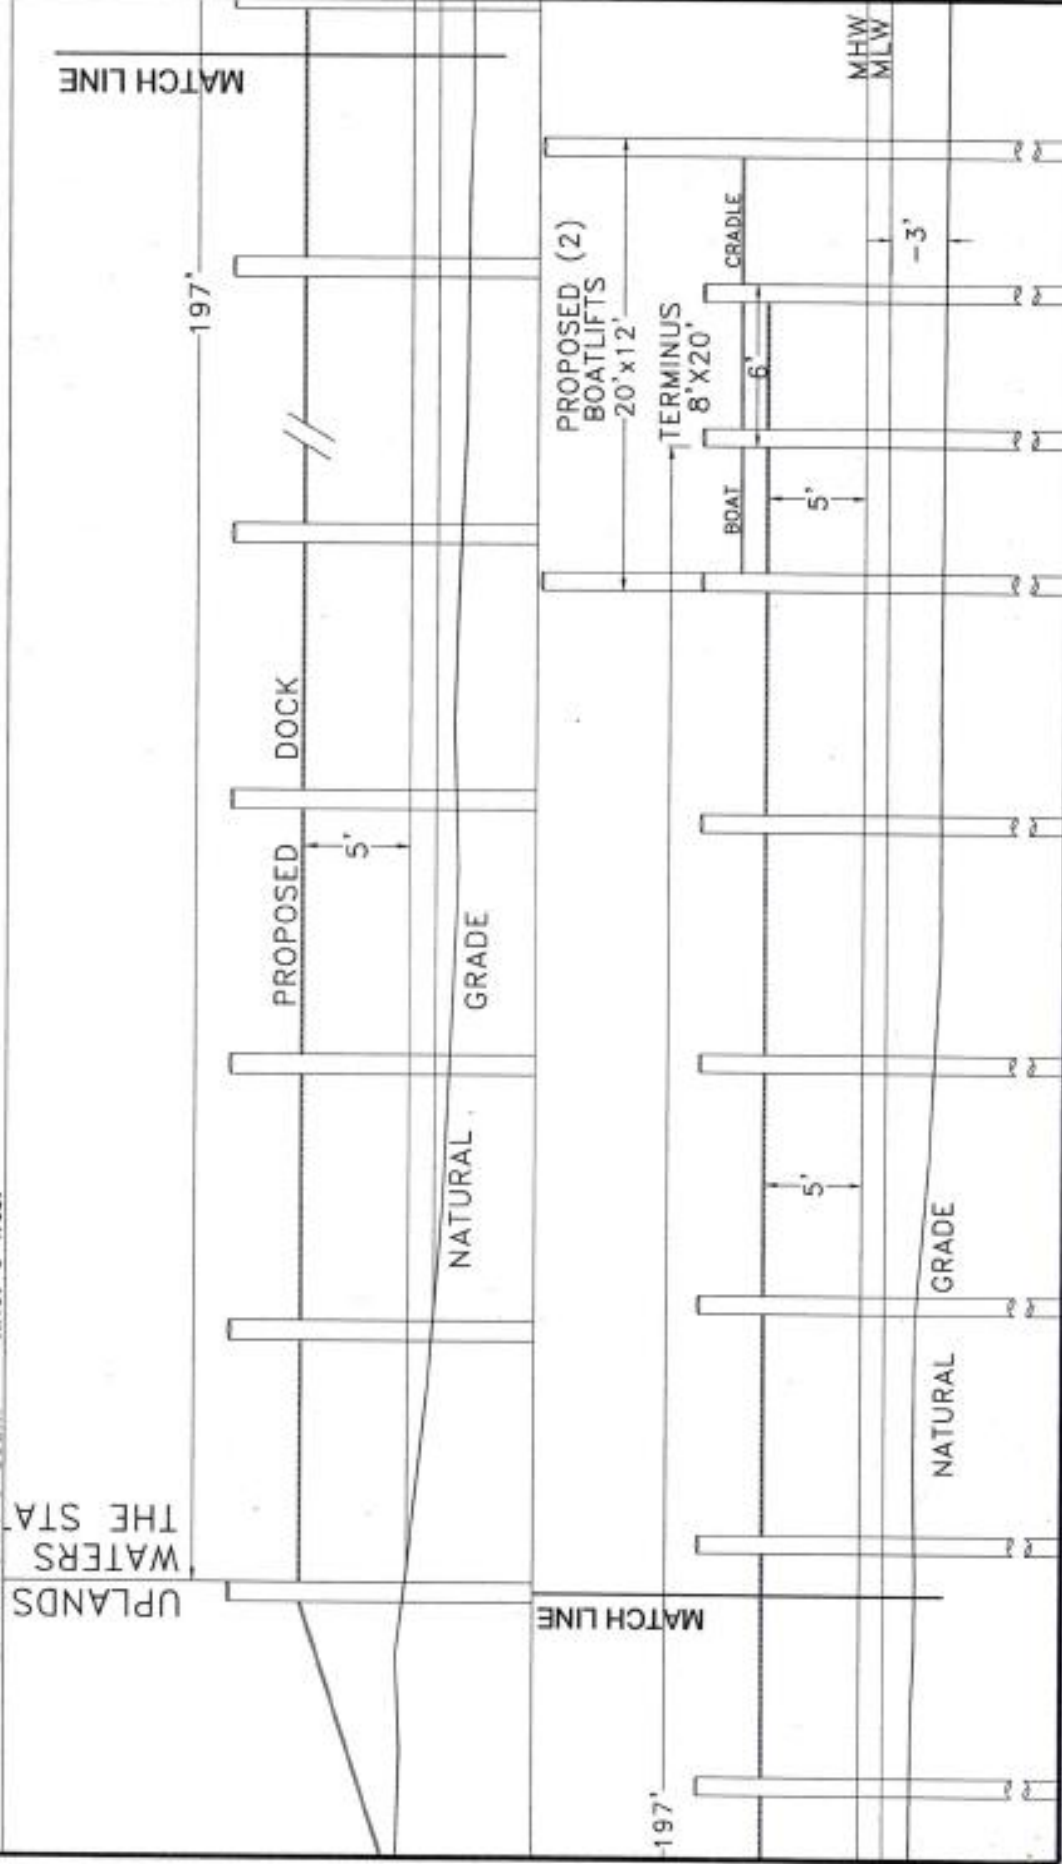 UPLANDS
WATERS
THE STA
197'
MATCH LINE
PROPOSED DOCK
5'
NATURAL GRADE
MATCH LINE
197'
PROPOSED (2)
BOATLIFTS
20'x12'
TERMINUS
8'X20'
BOAT CRADLE
6'
5'
5'
MHW
MLW
-3'
NATURAL GRADE